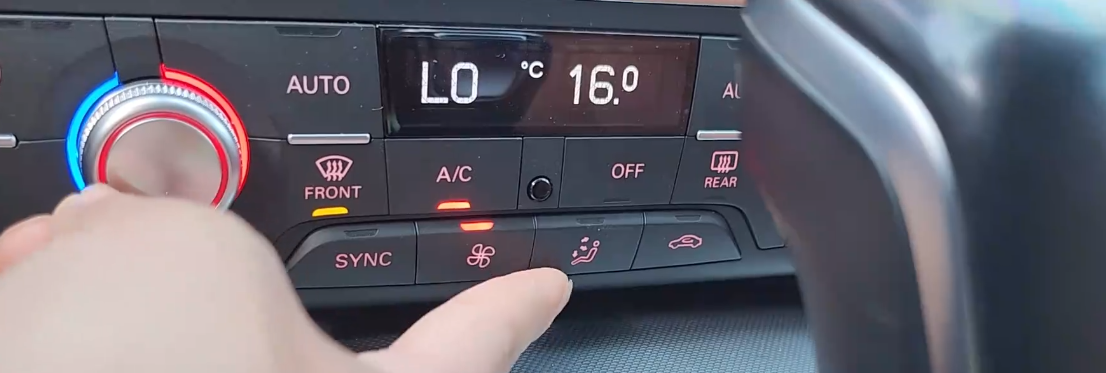 AUTO
LO °C 16.0
FRONT
A/C
OFF
REAR
SYNC